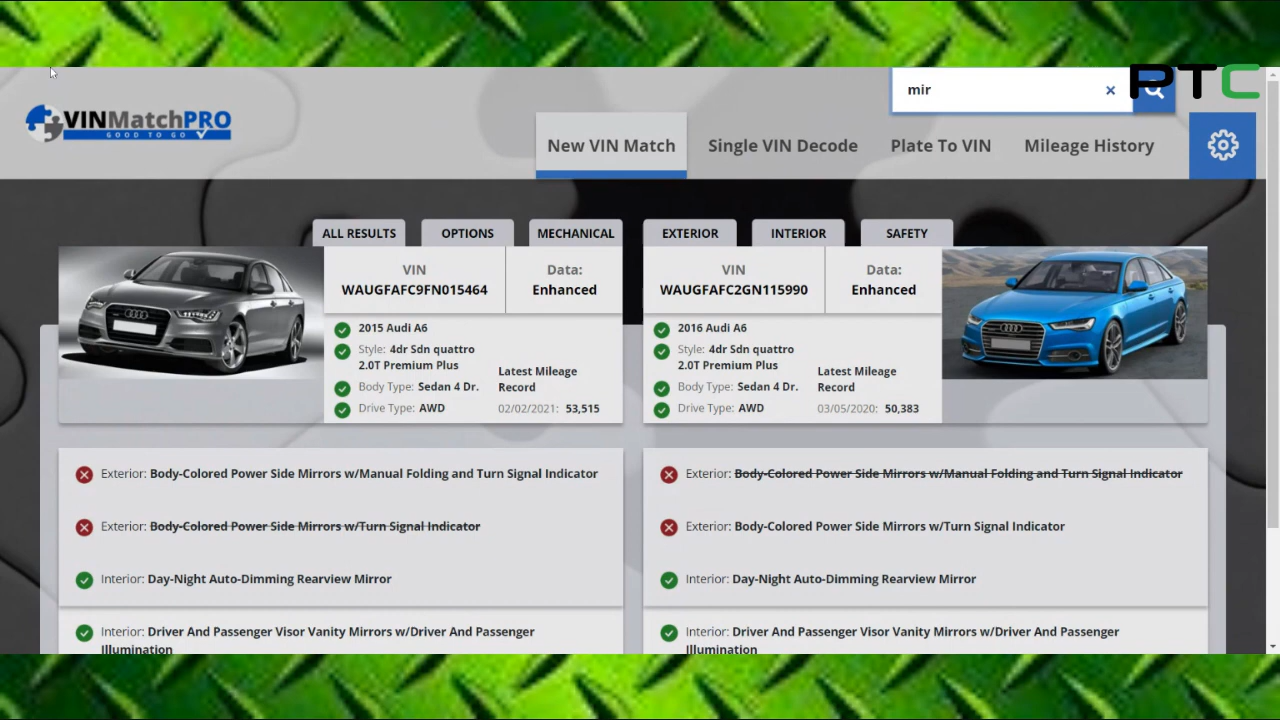 PTC
mir
VINMatchPRO
GOOD TO GO
New VIN Match
Single VIN Decode
Plate To VIN
Mileage History
ALL RESULTS
OPTIONS
MECHANICAL
EXTERIOR
INTERIOR
SAFETY
VIN
WAUGFAFC9FN015464
Data:
Enhanced
2015 Audi A6
Style: 4dr Sdn quattro
2.0T Premium Plus
Body Type: Sedan 4 Dr.
Drive Type: AWD
Latest Mileage
Record
02/02/2021: 53,515
VIN
WAUGFAFC2GN115990
Data:
Enhanced
2016 Audi A6
Style: 4dr Sdn quattro
2.0T Premium Plus
Body Type: Sedan 4 Dr.
Drive Type: AWD
Latest Mileage
Record
03/05/2020: 50,383
Exterior: Body-Colored Power Side Mirrors w/Manual Folding and Turn Signal Indicator
Exterior: Body-Colored Power Side Mirrors w/Manual Folding and Turn Signal Indicator
Exterior: Body-Colored Power Side Mirrors w/Turn Signal Indicator
Exterior: Body-Colored Power Side Mirrors w/Turn Signal Indicator
Interior: Day-Night Auto-Dimming Rearview Mirror
Interior: Day-Night Auto-Dimming Rearview Mirror
Interior: Driver And Passenger Visor Vanity Mirrors w/Driver And Passenger
Illumination
Interior: Driver And Passenger Visor Vanity Mirrors w/Driver And Passenger
Illumination